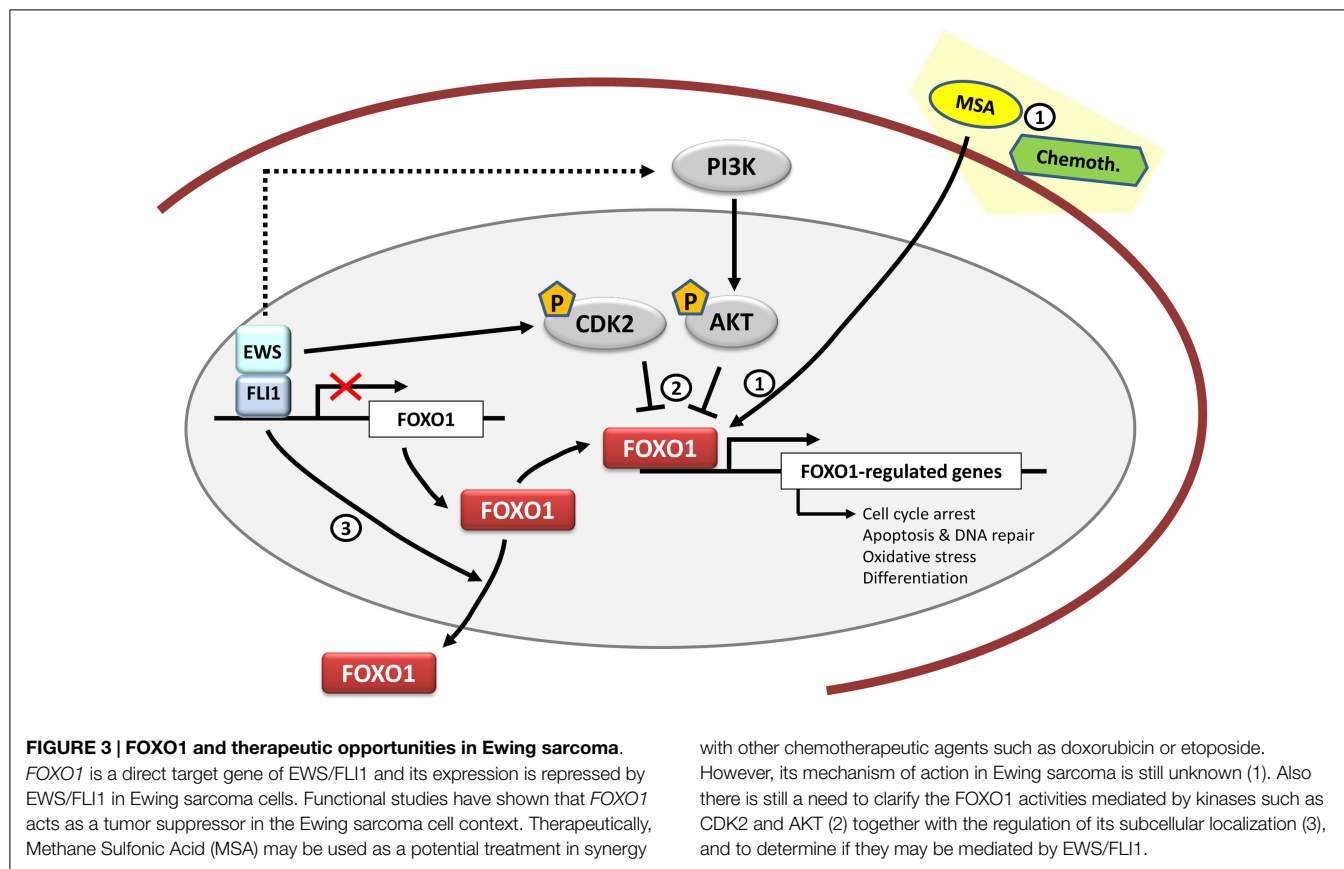 MSA
1
Chemoth.
PI3K
P
CDK2
P
AKT
EWS
FLI1
2
1
FOXO1
FOXO1
FOXO1-regulated genes
FOXO1
3
Cell cycle arrest
Apoptosis & DNA repair
Oxidative stress
Differentiation
FOXO1
FIGURE 3 | FOXO1 and therapeutic opportunities in Ewing sarcoma.
FOXO1 is a direct target gene of EWS/FLI1 and its expression is repressed by
EWS/FLI1 in Ewing sarcoma cells. Functional studies have shown that FOXO1
acts as a tumor suppressor in the Ewing sarcoma cell context. Therapeutically,
Methane Sulfonic Acid (MSA) may be used as a potential treatment in synergy
with other chemotherapeutic agents such as doxorubicin or etoposide.
However, its mechanism of action in Ewing sarcoma is still unknown (1). Also
there is still a need to clarify the FOXO1 activities mediated by kinases such as
CDK2 and AKT (2) together with the regulation of its subcellular localization (3),
and to determine if they may be mediated by EWS/FLI1.